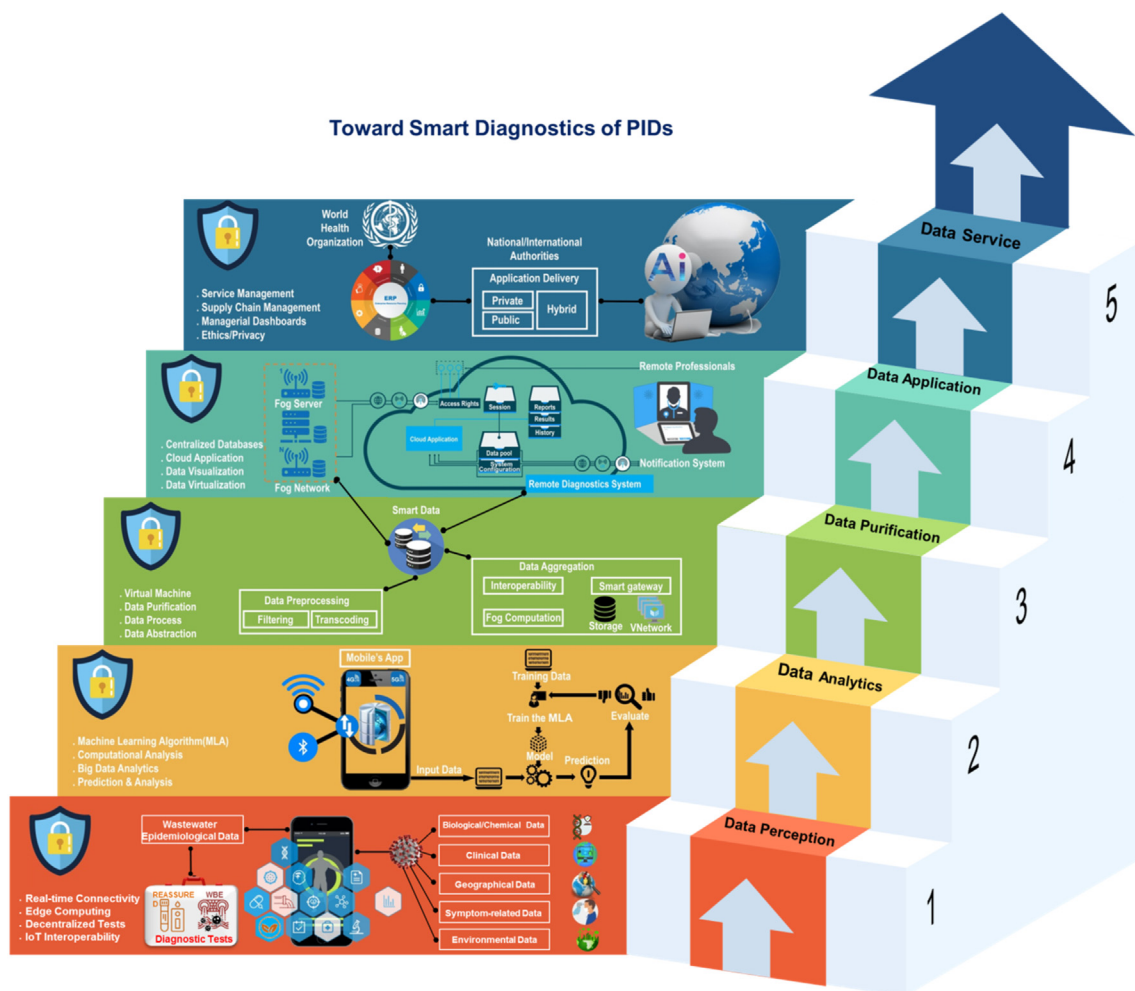 Toward Smart Diagnostics of PIDs
World
Health
Organization
ERP
. Service Management
. Supply Chain Management
. Managerial Dashboards
. Ethics/Privacy
National/International
Authorities
Application Delivery
Private
Public
Hybrid
Ai
Data Service
5
Fog Server
Fog Network
N
. Centralized Databases
. Cloud Application
. Data Visualization
. Data Virtualization
Access Rights
Session
Reports
Results
History
Cloud Application
Data pool
System
Configuration
Remote Professionals
Notification System
Remote Diagnostics System
Data Application
4
Smart Data
. Virtual Machine
. Data Purification
. Data Process
. Data Abstraction
Data Preprocessing
Filtering
Transcoding
Data Aggregation
Interoperability
Smart gateway
Fog Computation
Storage
VNetwork
Data Purification
3
Mobile's App
4G
5G
. Machine Learning Algorithm(MLA)
. Computational Analysis
. Big Data Analytics
. Prediction & Analysis
Training Data
Train the MLA
Evaluate
Model
Prediction
Input Data
Data Analytics
2
Wastewater
Epidemiological Data
. Real-time Connectivity
. Edge Computing
. Decentralized Tests
. IoT Interoperability
REASSURE
WBE
Diagnostic Tests
Biological/Chemical Data
Clinical Data
Geographical Data
Symptom-related Data
Environmental Data
Data Perception
1